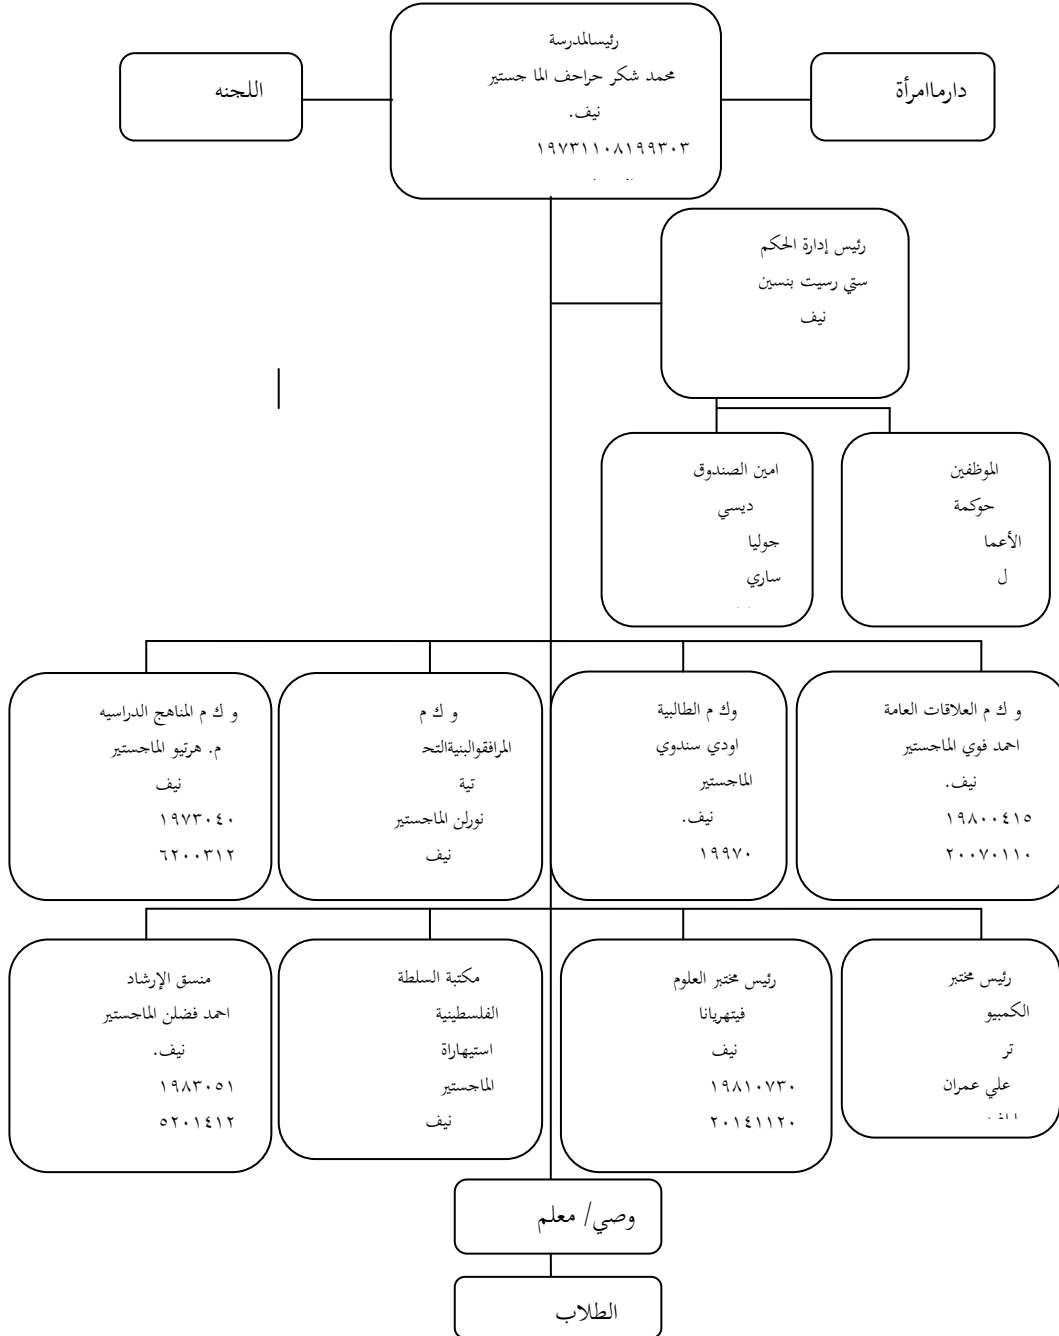 رئيسالمدرسة
محمد شكر حراحف الما جستير
نيف.
١٩٧٣١١٠٨١٩٩٣٠٣
دارماامرأة
اللجنه
رئيس إدارة الحكم
ستي رسيت بنسين
نيف
الموظفين
حوكمة
الأعما
ل
امين الصندوق
ديسي
جوليا
ساري
و ك م العلاقات العامة
احمد فوي الماجستير
نيف.
١٩٨٠٠٤١٥
٢٠٠٧٠١١٠
وك م الطالبية
اودي سندوي
الماجستير
نيف.
١٩٩٧٠
و ك م
المرافقوالبنيةالتح
تية
نورلن الماجستير
نيف
و ك م المناهج الدراسيه
م. هرتيو الماجستير
نيف
١٩٧٣٠٤٠
٦٢٠٠٣١٢
رئيس مختبر
الكمبيو
تر
علي عمران
رئيس مختبر العلوم
فيتهريانا
نيف
١٩٨١٠٧٣٠
٢٠١٤١١٢٠
مكتبة السلطة
الفلسطينية
استيهاراة
الماجستير
نيف
منسق الإرشاد
احمد فضلن الماجستير
نيف.
١٩٨٣٠٥١
٥٢٠١٤١٢
وصي/ معلم
الطلاب